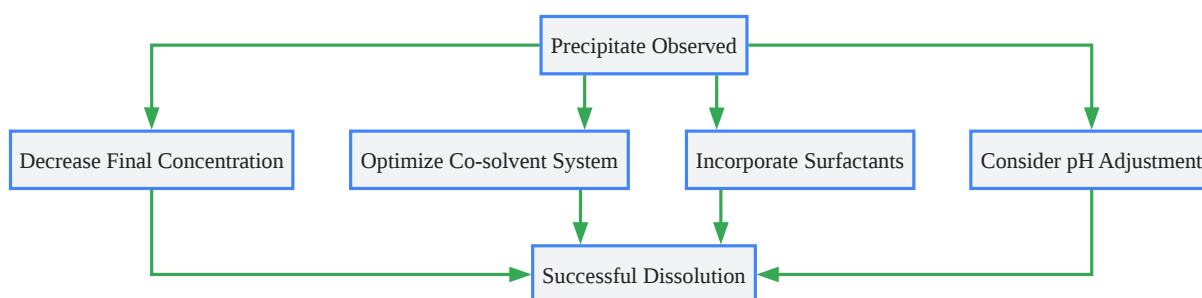 Precipitate Observed
Decrease Final Concentration
Optimize Co-solvent System
Incorporate Surfactants
Consider pH Adjustment
Successful Dissolution